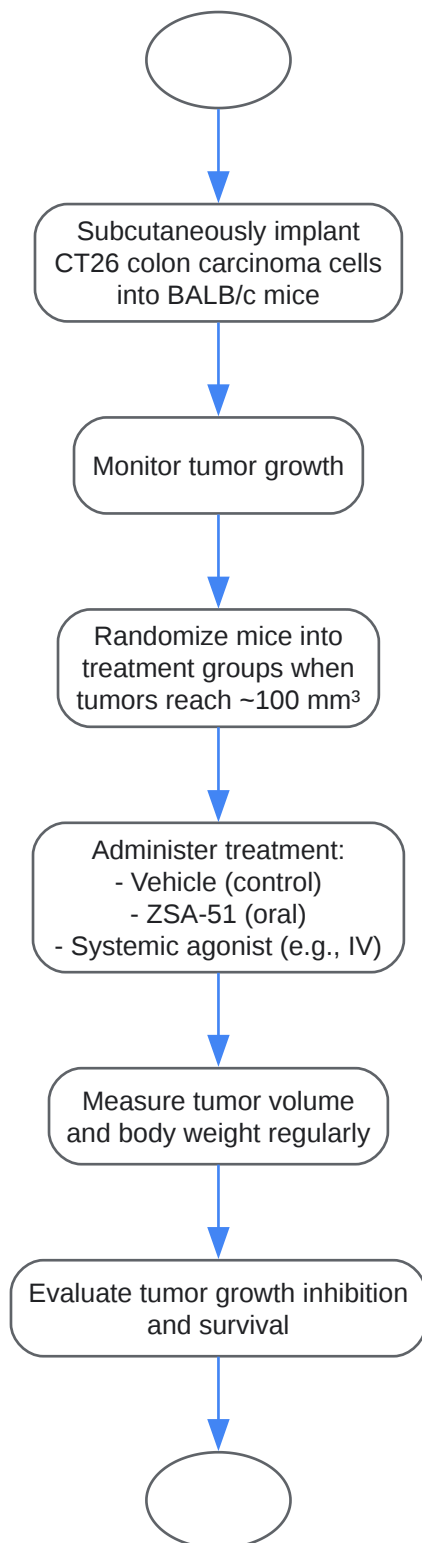 Subcutaneously implant
CT26 colon carcinoma cells
into BALB/c mice
Monitor tumor growth
Randomize mice into
treatment groups when
tumors reach ~100 mm³
Administer treatment:
- Vehicle (control)
- ZSA-51 (oral)
- Systemic agonist (e.g., IV)
Measure tumor volume
and body weight regularly
Evaluate tumor growth inhibition
and survival